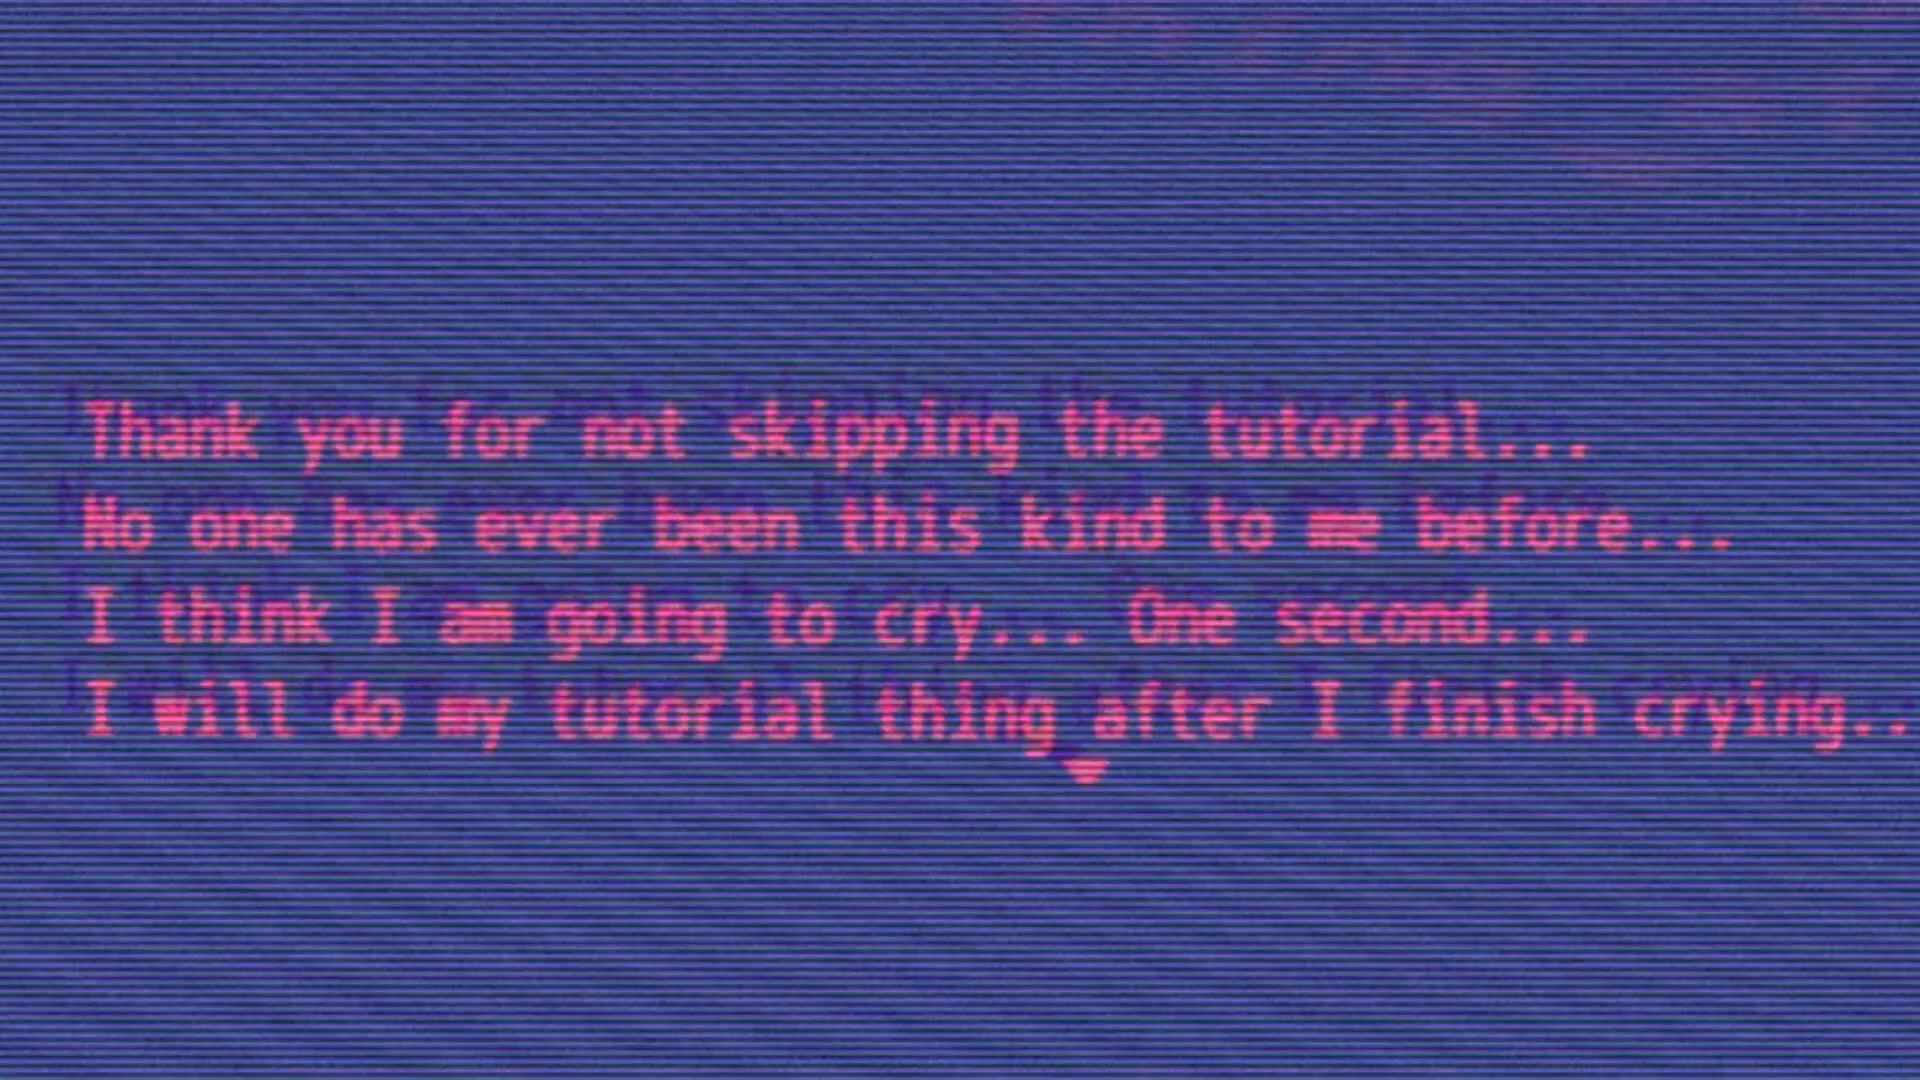 Thank you for not skipping the tutorial...
No one has ever been this kind to me before...
I think I am going to cry... One second...
I will do my tutorial thing after I finish crying..